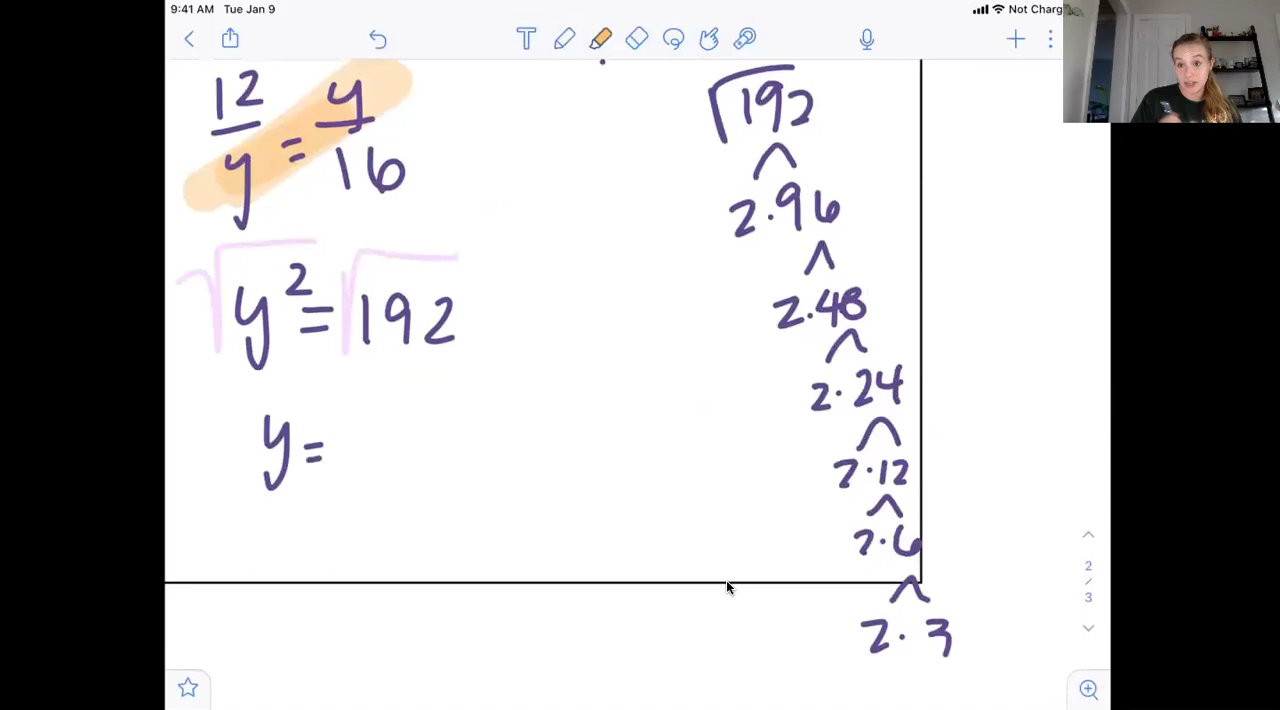 9:41 AM Tue Jan 9
Not Charg
12/y = y/16
y² = 192
y =
√192
2·96
2·48
2·24
2·12
2·6
2·3
2
/
3